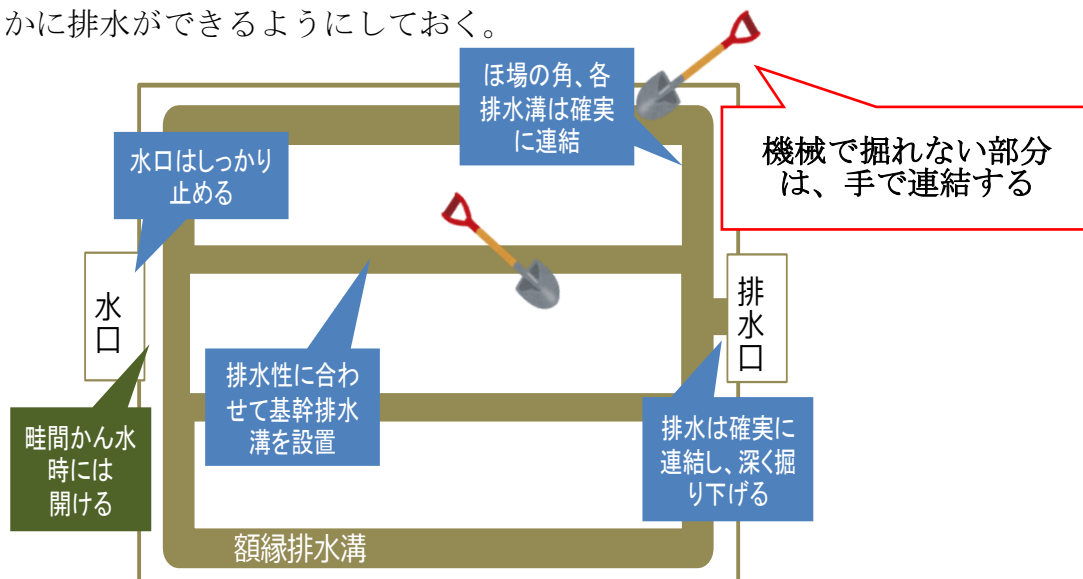 かに排水ができるようにしておく。
ほ場の角、各
排水溝は確実
に連結
機械で掘れない部分
は、手で連結する
水口はしっかり
止める
水口
排水口
排水性に合わ
せて基幹排水
溝を設置
畦間かん水
時には
開ける
排水は確実に
連結し、深く掘
り下げる
額縁排水溝